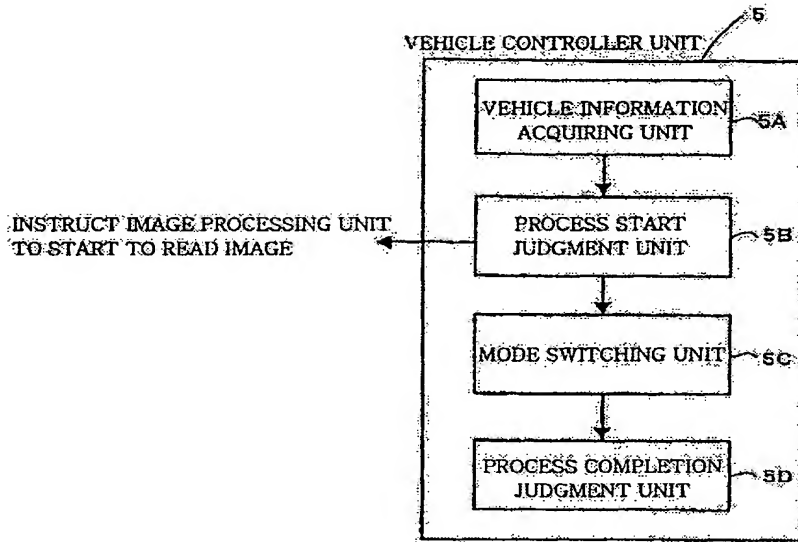 5
VEHICLE CONTROLLER UNIT
VEHICLE INFORMATION
ACQUIRING UNIT
5A
INSTRUCT IMAGE PROCESSING UNIT
TO START TO READ IMAGE
PROCESS START
JUDGMENT UNIT
5B
MODE SWITCHING UNIT
5C
PROCESS COMPLETION
JUDGMENT UNIT
5D